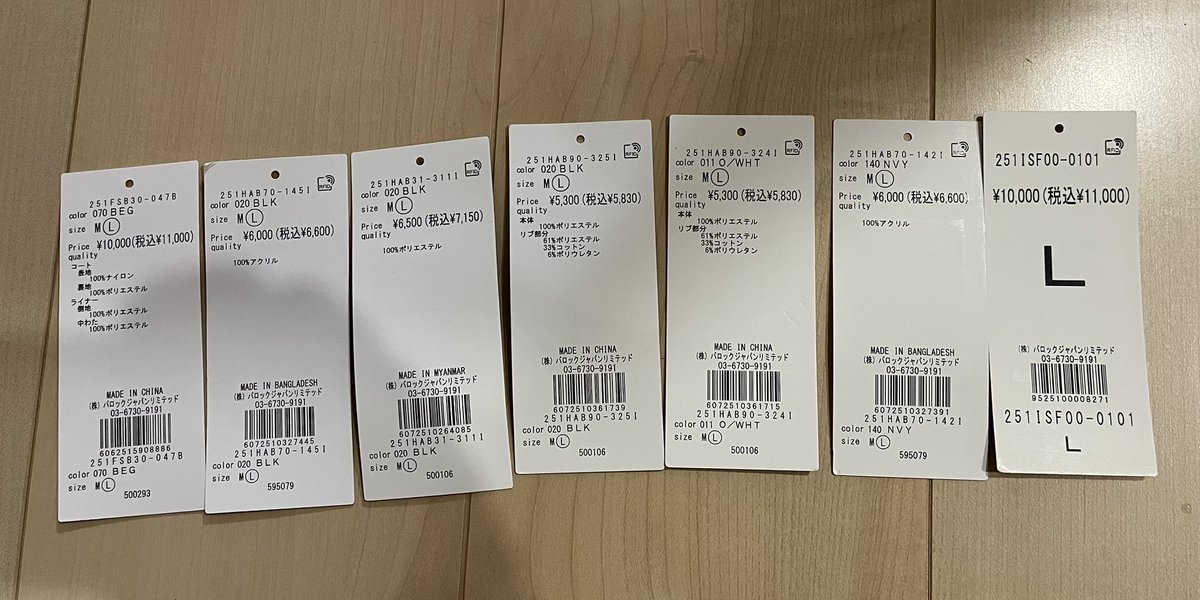 251FSB30-047B
color 070 BEG
size M L
Price ¥10,000(税込¥11,000)
quality
コート
表地
100%ナイロン
裏地
100%ポリエステル
ライナー
側地
100%ポリエステル
中わた
100%ポリエステル
MADE IN CHINA
(株)バロックジャパンリミテッド
03-6730-9191
6062515908886
251FSB30-047B
color 070 BEG
size M L
500293
RFID
251HAB70-145I
color 020 BLK
size M L
Price ¥6,000(税込¥6,600)
quality
100%アクリル
MADE IN BANGLADESH
(株)バロックジャパンリミテッド
03-6730-9191
6072510327445
251HAB70-145I
color 020 BLK
size M L
595079
251HAB31-311I
color 020 BLK
size M L
Price ¥6,500(税込¥7,150)
quality
100%ポリエステル
MADE IN MYANMAR
(株)バロックジャパンリミテッド
03-6730-9191
6072510264085
251HAB31-311I
color 020 BLK
size M L
500106
RFID
251HAB90-325I
color 020 BLK
size M L
Price ¥5,300(税込¥5,830)
quality
本体
100%ポリエステル
リブ部分
61%ポリエステル
33%コットン
6%ポリウレタン
MADE IN CHINA
(株)バロックジャパンリミテッド
03-6730-9191
6072510361739
251HAB90-325I
color 020 BLK
size M L
500106
RFID
251HAB90-324I
color 011 O/WHT
size M L
Price ¥5,300(税込¥5,830)
quality
本体
100%ポリエステル
リブ部分
61%ポリエステル
33%コットン
6%ポリウレタン
MADE IN CHINA
(株)バロックジャパンリミテッド
03-6730-9191
6072510361715
251HAB90-324I
color 011 O/WHT
size M L
500106
RFID
251HAB70-142I
color 140 NVY
size M L
Price ¥6,000(税込¥6,600)
quality
100%アクリル
MADE IN BANGLADESH
(株)バロックジャパンリミテッド
03-6730-9191
6072510327391
251HAB70-142I
color 140 NVY
size M L
595079
RFID
251ISF00-0101
¥10,000(税込¥11,000)
L
MADE IN CHINA
(株)バロックジャパンリミテッド
03-6730-9191
9525100008271
251ISF00-0101
L